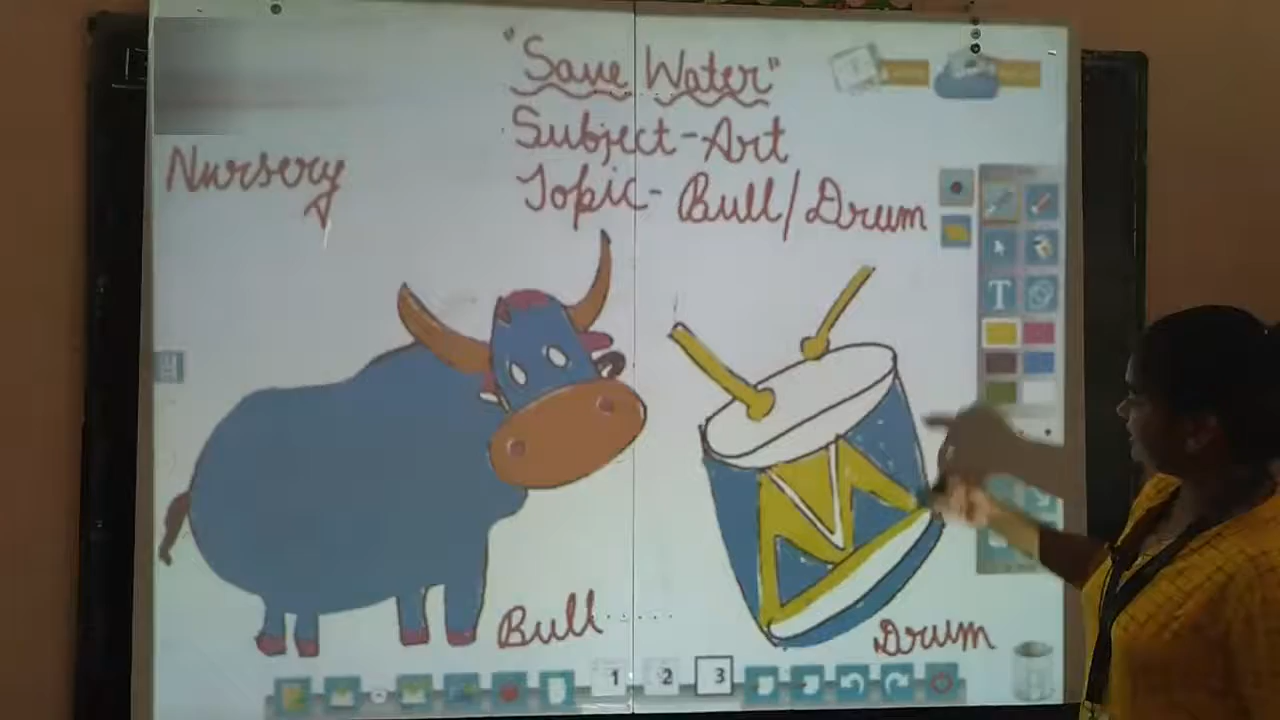 "Save Water"
Subject-Art
Nursery
Topic- Bull/Drum
T
Bull
Drum
1 2 3